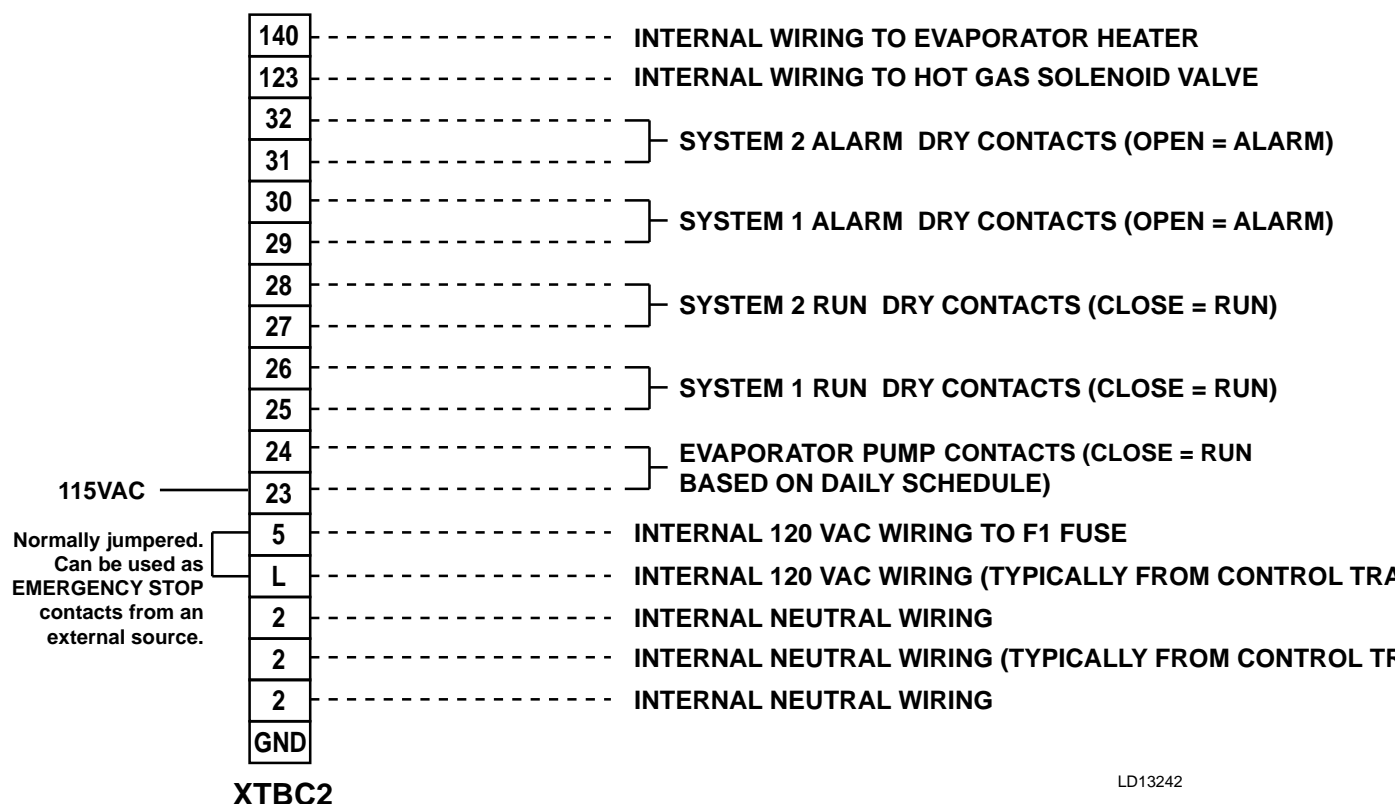 140 INTERNAL WIRING TO EVAPORATOR HEATER
123 INTERNAL WIRING TO HOT GAS SOLENOID VALVE
32
SYSTEM 2 ALARM DRY CONTACTS (OPEN = ALARM)
31
30
SYSTEM 1 ALARM DRY CONTACTS (OPEN = ALARM)
29
28
SYSTEM 2 RUN DRY CONTACTS (CLOSE = RUN)
27
26
SYSTEM 1 RUN DRY CONTACTS (CLOSE = RUN)
25
24 EVAPORATOR PUMP CONTACTS (CLOSE = RUN
115VAC 23 BASED ON DAILY SCHEDULE)
5 INTERNAL 120 VAC WIRING TO F1 FUSE
Normally jumpered.
Can be used as
EMERGENCY STOP
contacts from an
external source.
L INTERNAL 120 VAC WIRING (TYPICALLY FROM CONTROL
2 INTERNAL NEUTRAL WIRING
2 INTERNAL NEUTRAL WIRING (TYPICALLY FROM CONTROL
2 INTERNAL NEUTRAL WIRING
GND
XTBC2
LD13242